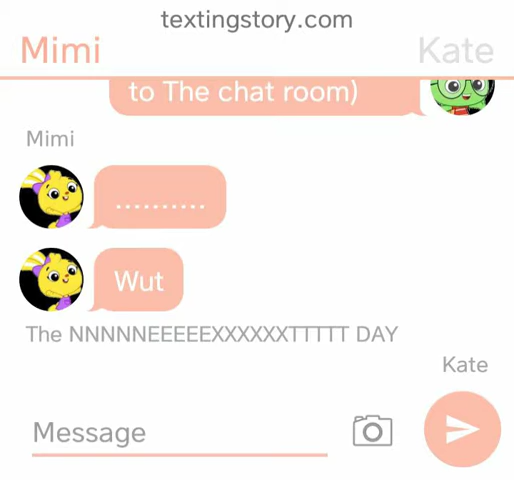 textingstory.com
Mimi
Kate
to The chat room)
Mimi
..........
Wut
The NNNNNEEEEEXXXXXXTTTTT DAY
Kate
Message